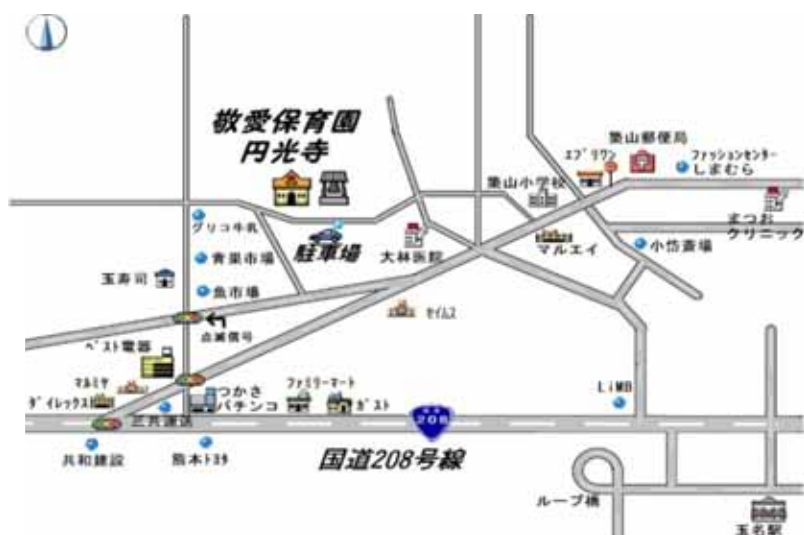 敬愛保育園
円光寺
築山郵便局
エブリワン
ファッションセンター
しまむら
築山小学校
まつお
クリニック
グリコ牛乳
駐車場
大林医院
マルエイ
小岱斎場
青果市場
玉寿司
魚市場
点滅信号
セイムス
ベスト電器
マルミヤ
ダイレックス
つかさ
パチンコ
ファミリーマート
ガスト
LiMB
三共運送
208
共和建設
熊本トヨタ
国道208号線
ループ橋
玉名駅